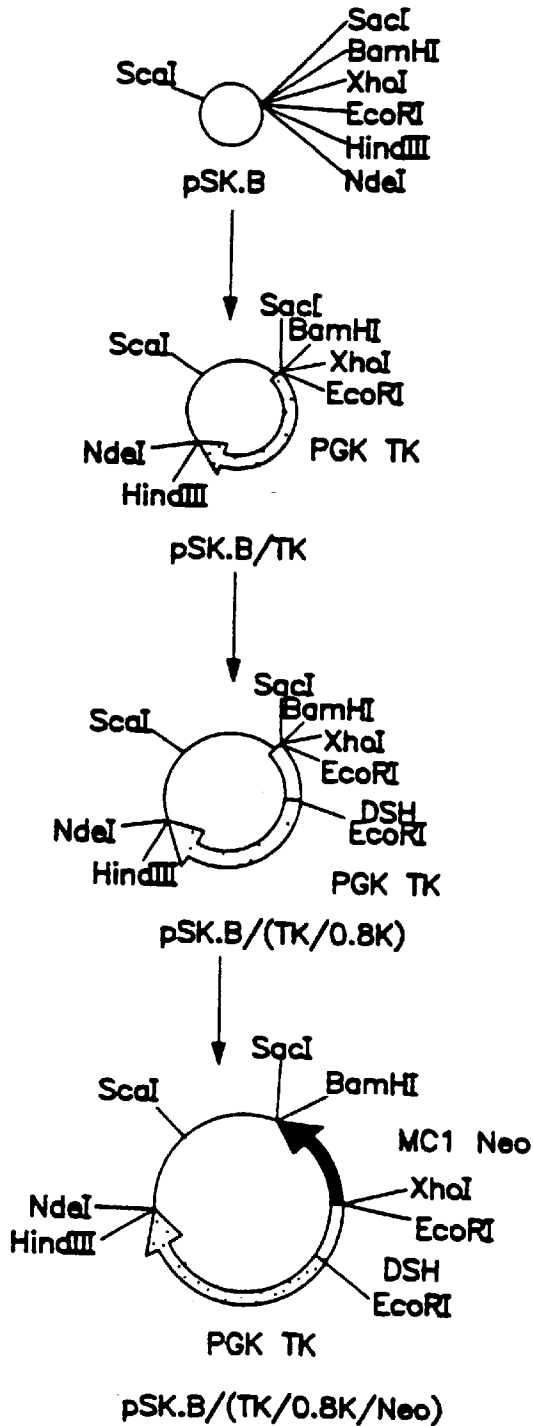 SacI
BamHI
ScaI
XhoI
EcoRI
HindIII
NdeI
pSK.B
SacI
BamHI
ScaI
XhoI
EcoRI
NdeI
PGK TK
HindIII
pSK.B/TK
SacI
BamHI
ScaI
XhoI
EcoRI
DSH
NdeI
EcoRI
HindIII
PGK TK
pSK.B/(TK/0.8K)
SacI
BamHI
ScaI
MC1 Neo
XhoI
NdeI
EcoRI
HindIII
DSH
EcoRI
PGK TK
pSK.B/(TK/0.8K/Neo)